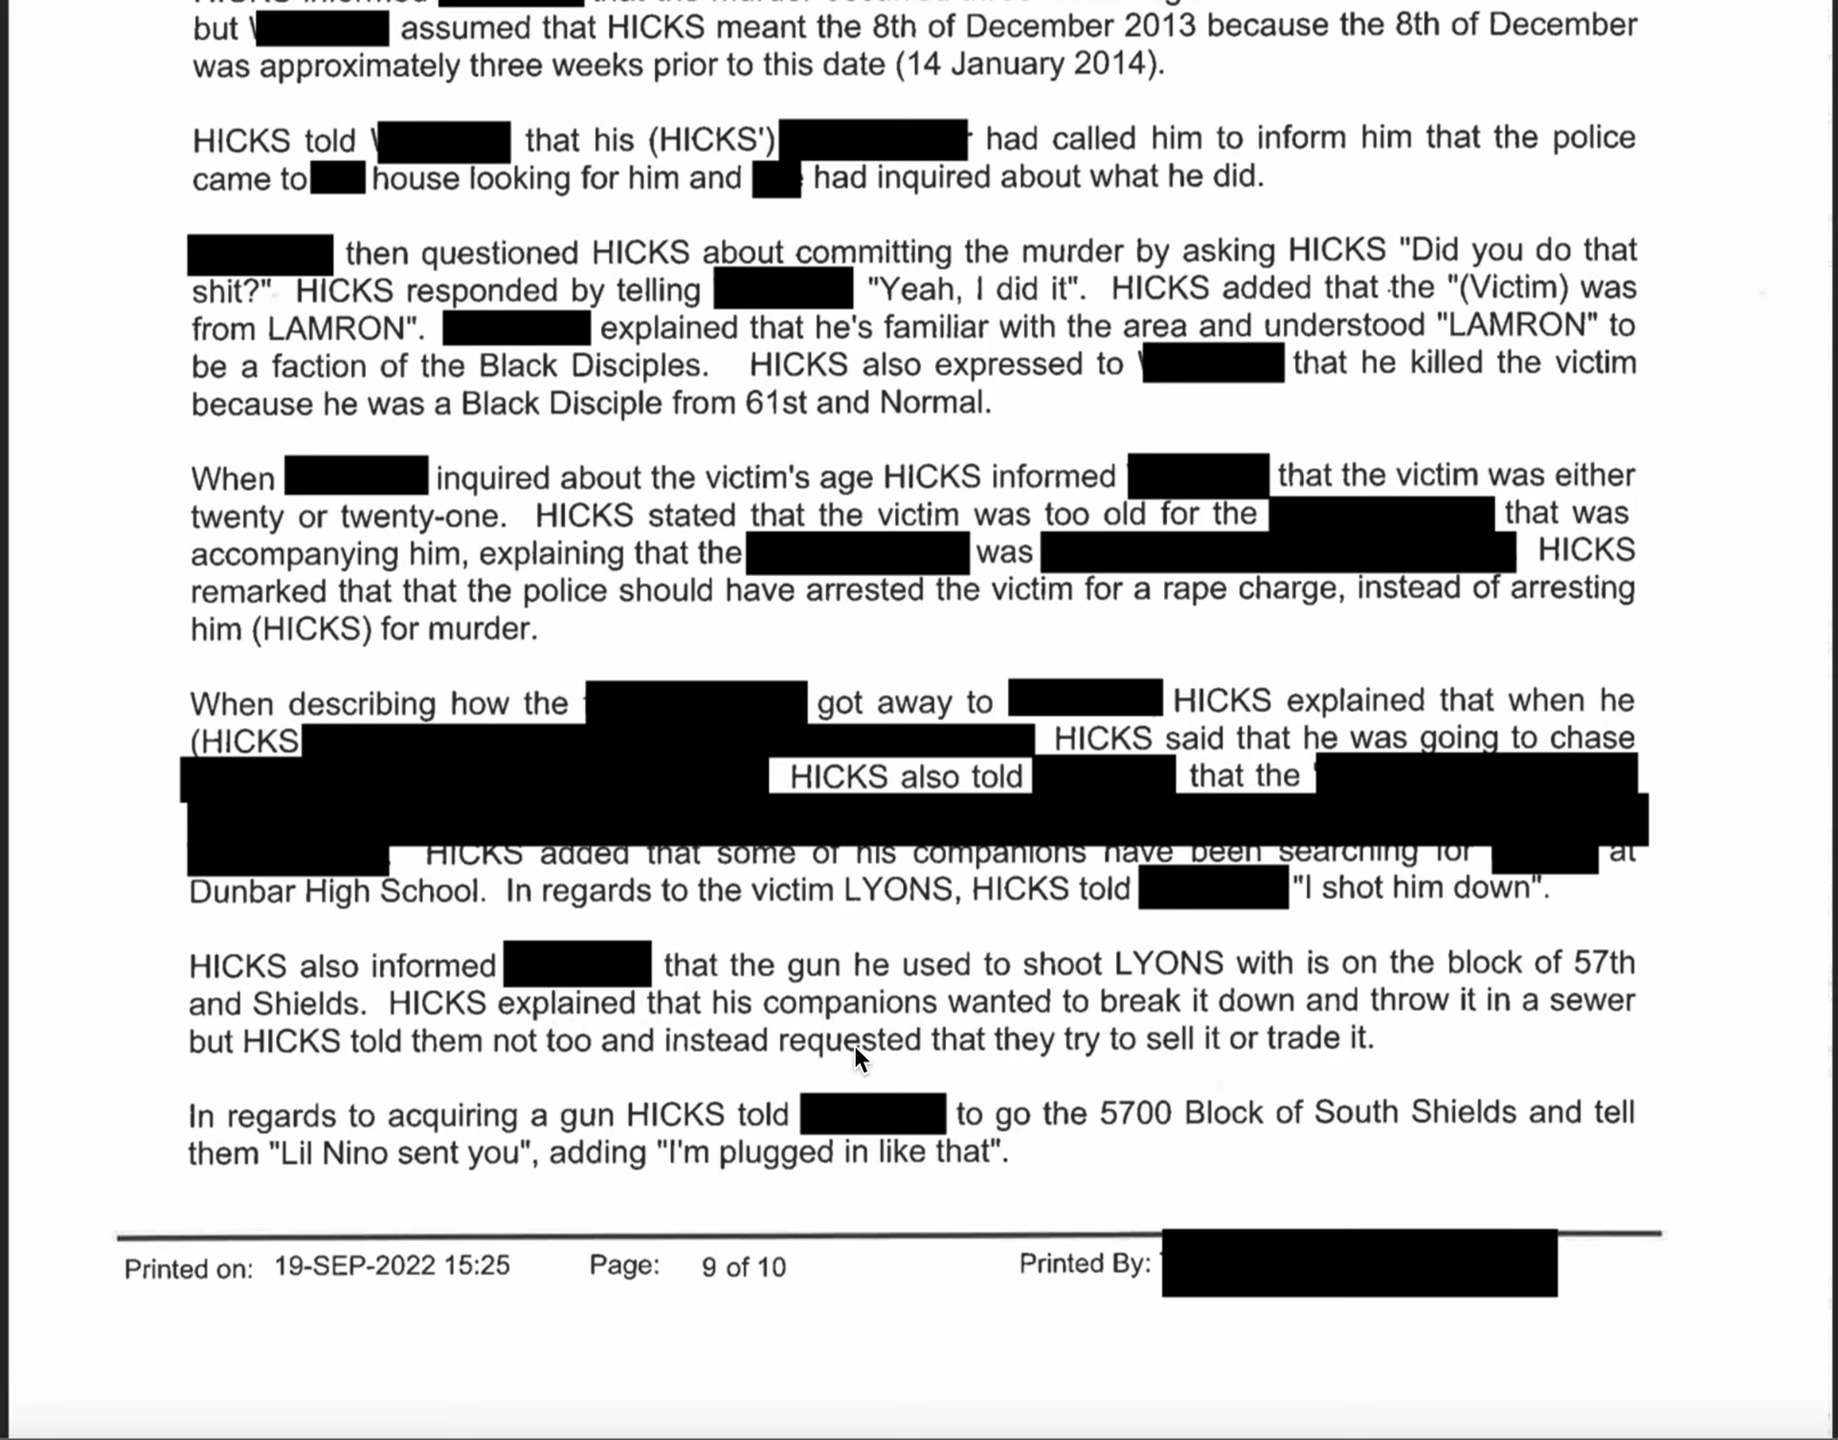 but assumed that HICKS meant the 8th of December 2013 because the 8th of December
was approximately three weeks prior to this date (14 January 2014).
HICKS told that his (HICKS') had called him to inform him that the police
came to house looking for him and had inquired about what he did.
then questioned HICKS about committing the murder by asking HICKS "Did you do that
shit?". HICKS responded by telling "Yeah, I did it". HICKS added that the "(Victim) was
from LAMRON". explained that he's familiar with the area and understood "LAMRON" to
be a faction of the Black Disciples. HICKS also expressed to that he killed the victim
because he was a Black Disciple from 61st and Normal.
When inquired about the victim's age HICKS informed that the victim was either
twenty or twenty-one. HICKS stated that the victim was too old for the that was
accompanying him, explaining that the was HICKS
remarked that that the police should have arrested the victim for a rape charge, instead of arresting
him (HICKS) for murder.
When describing how the got away to HICKS explained that when he
(HICKS HICKS said that he was going to chase
HICKS also told that the
HICKS added that some of his companions have been searching for at
Dunbar High School. In regards to the victim LYONS, HICKS told "I shot him down".
HICKS also informed that the gun he used to shoot LYONS with is on the block of 57th
and Shields. HICKS explained that his companions wanted to break it down and throw it in a sewer
but HICKS told them not too and instead requested that they try to sell it or trade it.
In regards to acquiring a gun HICKS told to go the 5700 Block of South Shields and tell
them "Lil Nino sent you", adding "I'm plugged in like that".
Printed on: 19-SEP-2022 15:25 Page: 9 of 10 Printed By: